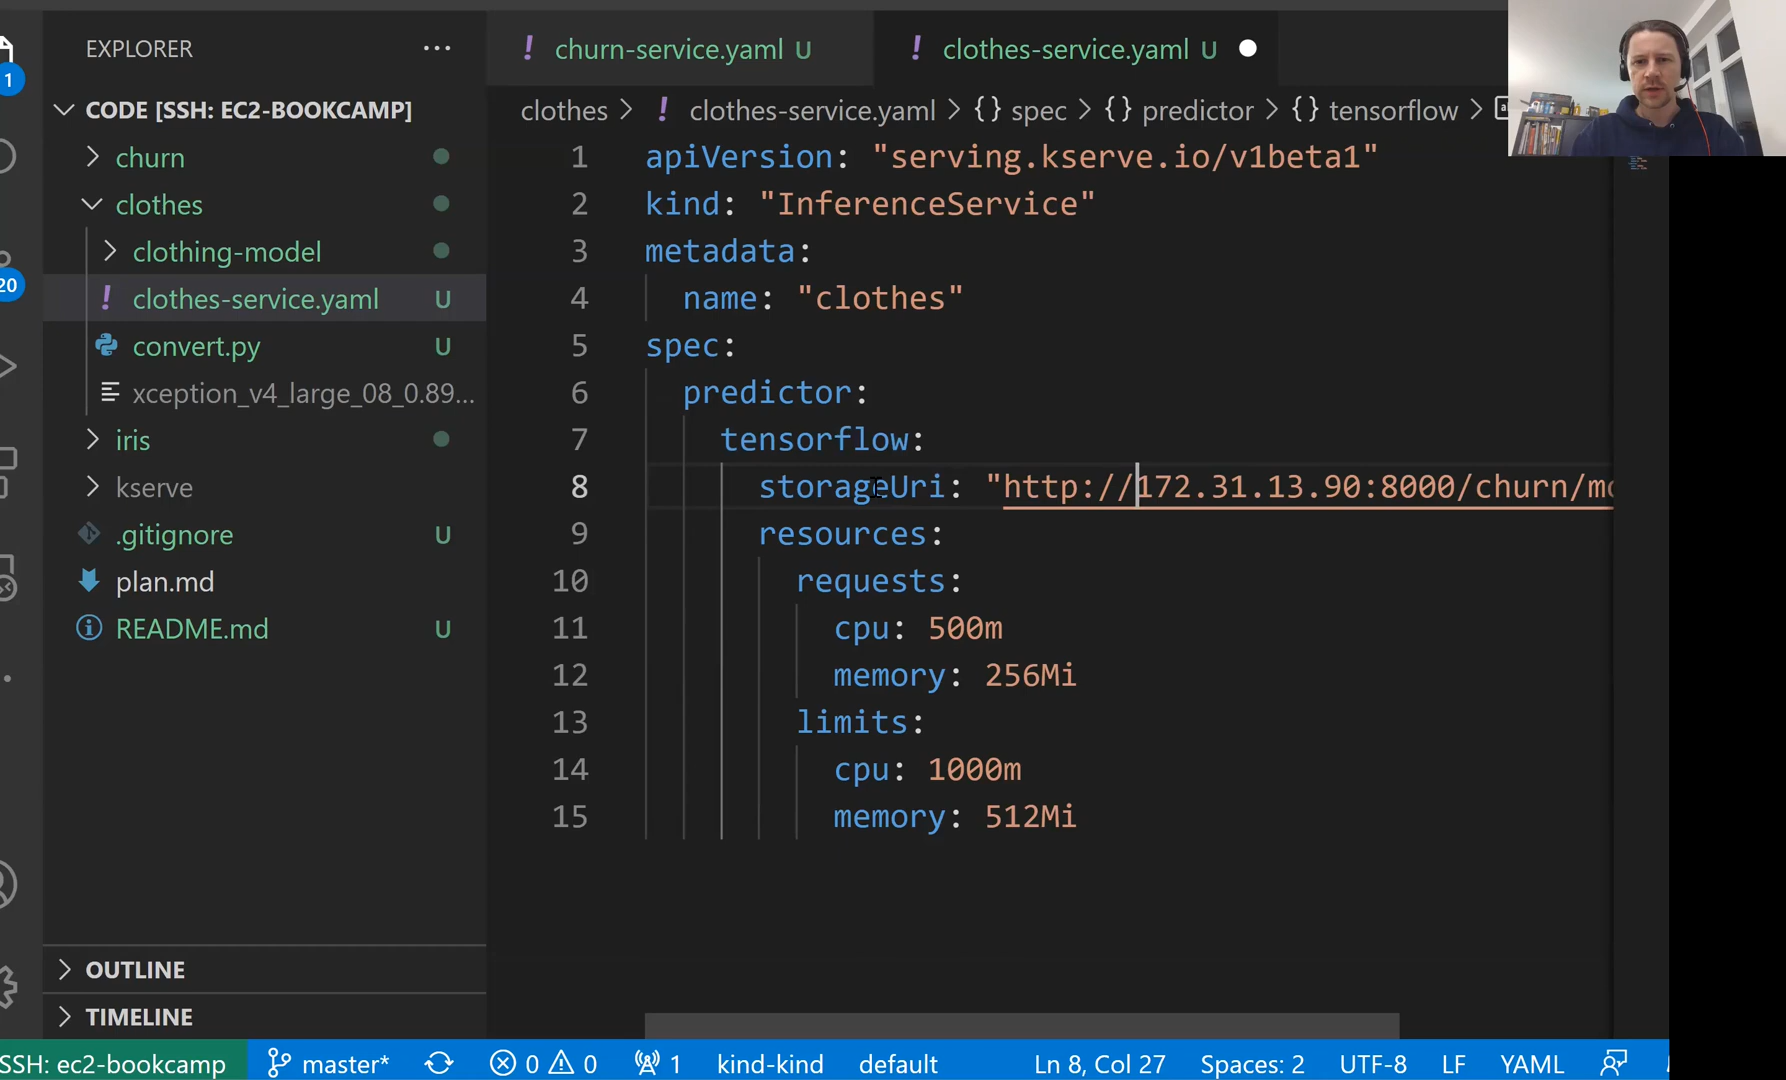 EXPLORER
...
CODE [SSH: EC2-BOOKCAMP]
churn
clothes
clothing-model
! clothes-service.yaml U
convert.py U
xception_v4_large_08_0.89...
iris
kserve
.gitignore U
plan.md
README.md U
OUTLINE
TIMELINE
1
20
! churn-service.yaml U
! clothes-service.yaml U
clothes > ! clothes-service.yaml > {} spec > {} predictor > {} tensorflow >
1 apiVersion: "serving.kserve.io/v1beta1"
2 kind: "InferenceService"
3 metadata:
4 name: "clothes"
5 spec:
6 predictor:
7 tensorflow:
8 storageUri: "http://172.31.13.90:8000/churn/mo
9 resources:
10 requests:
11 cpu: 500m
12 memory: 256Mi
13 limits:
14 cpu: 1000m
15 memory: 512Mi
SSH: ec2-bookcamp master* 0 0 1 kind-kind default Ln 8, Col 27 Spaces: 2 UTF-8 LF YAML